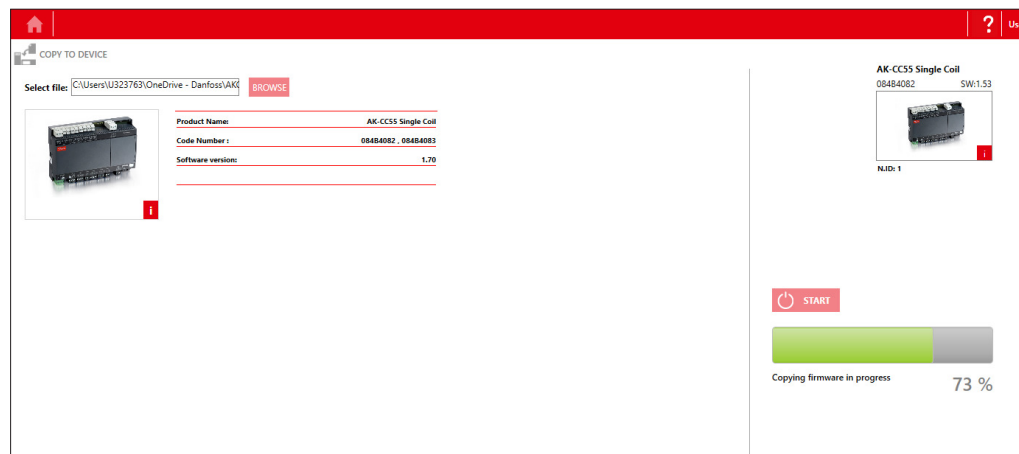 ?
Us
COPY TO DEVICE
Select file: C:\Users\U323763\OneDrive - Danfoss\AK
BROWSE
Product Name: AK-CC55 Single Coil
Code Number : 084B4082 , 084B4083
Software version: 1.70
i
AK-CC55 Single Coil
084B4082 SW:1.53
i
N.ID: 1
START
Copying firmware in progress
73 %